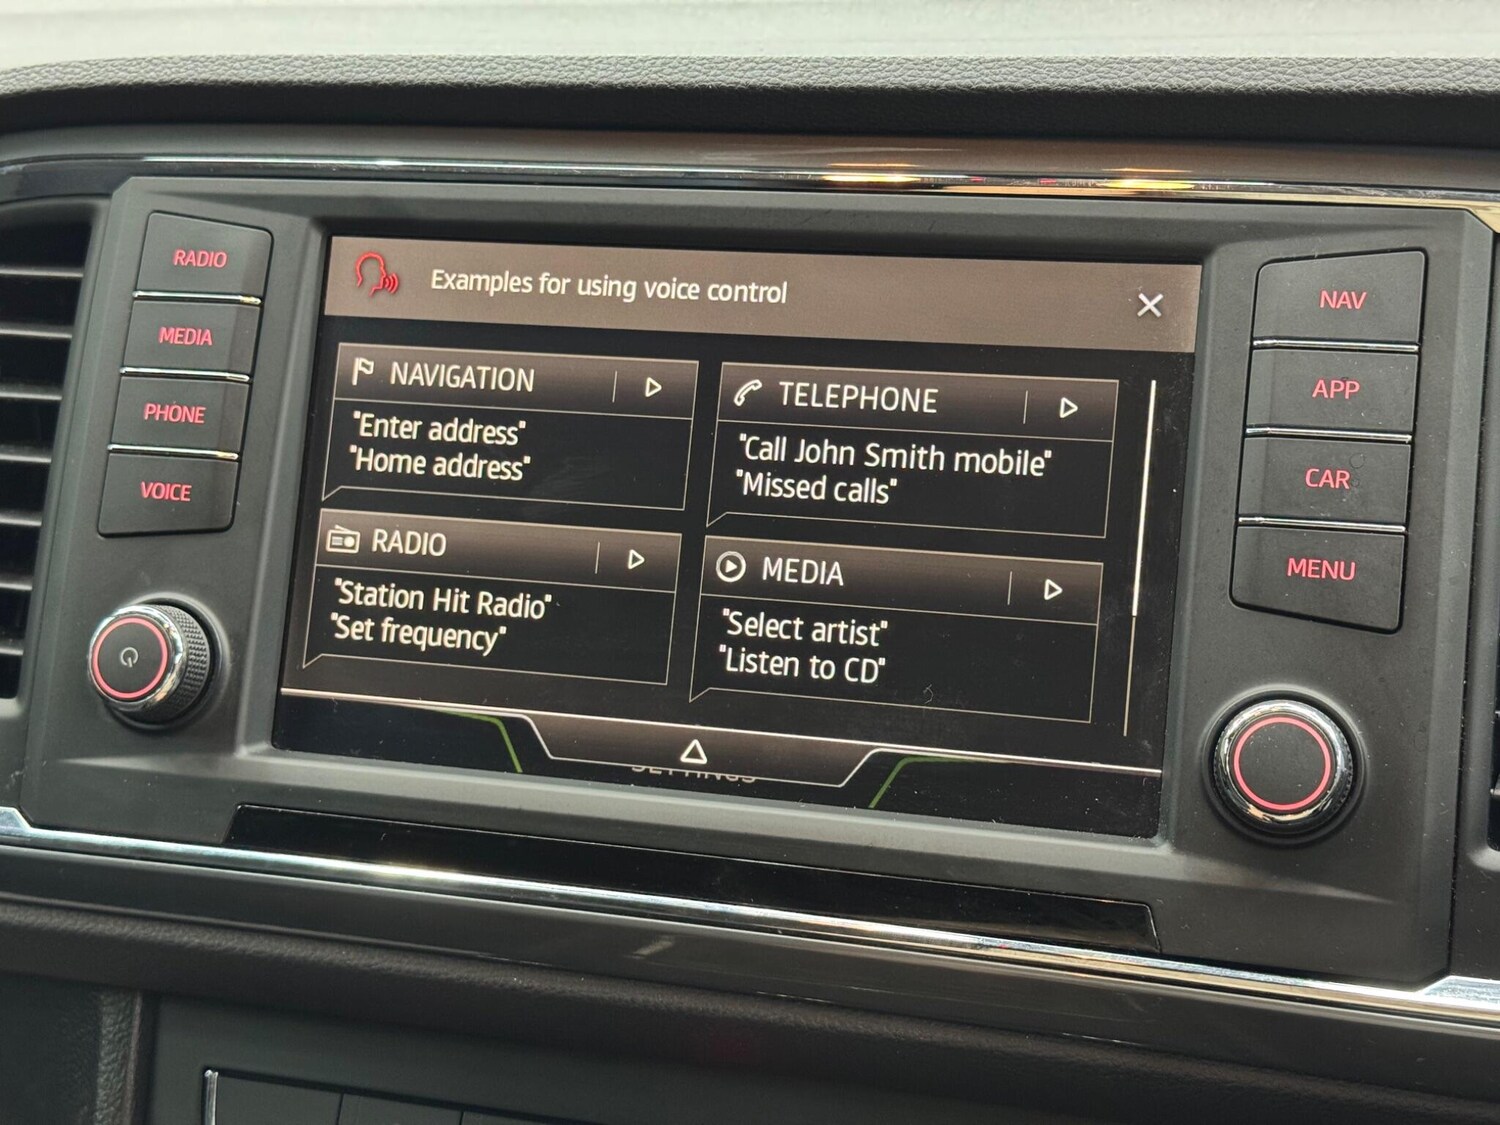 RADIO
MEDIA
PHONE
VOICE
Examples for using voice control
NAVIGATION
"Enter address"
"Home address"
TELEPHONE
"Call John Smith mobile"
"Missed calls"
RADIO
"Station Hit Radio"
"Set frequency"
MEDIA
"Select artist"
"Listen to CD"
SETTINGS
NAV
APP
CAR
MENU